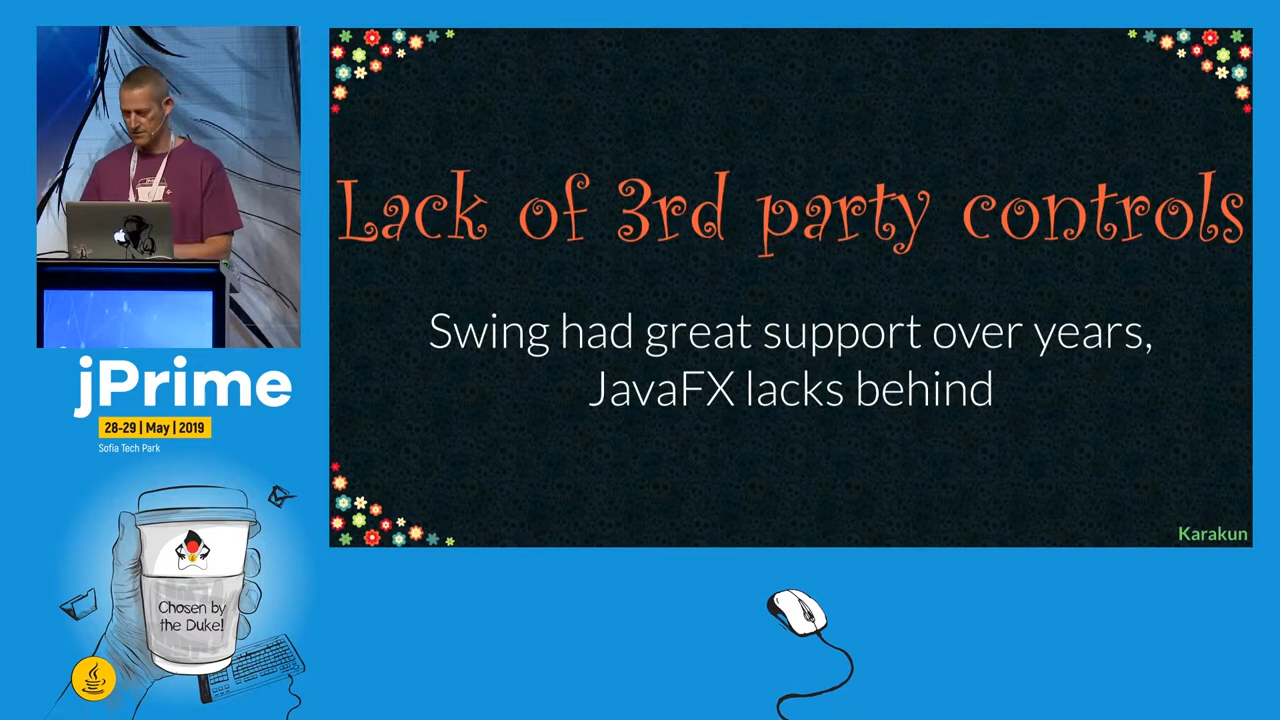 Lack of 3rd party controls
Swing had great support over years,
JavaFX lacks behind
Karakun
jPrime
28-29 | May | 2019
Sofia Tech Park
Chosen by
the Duke!